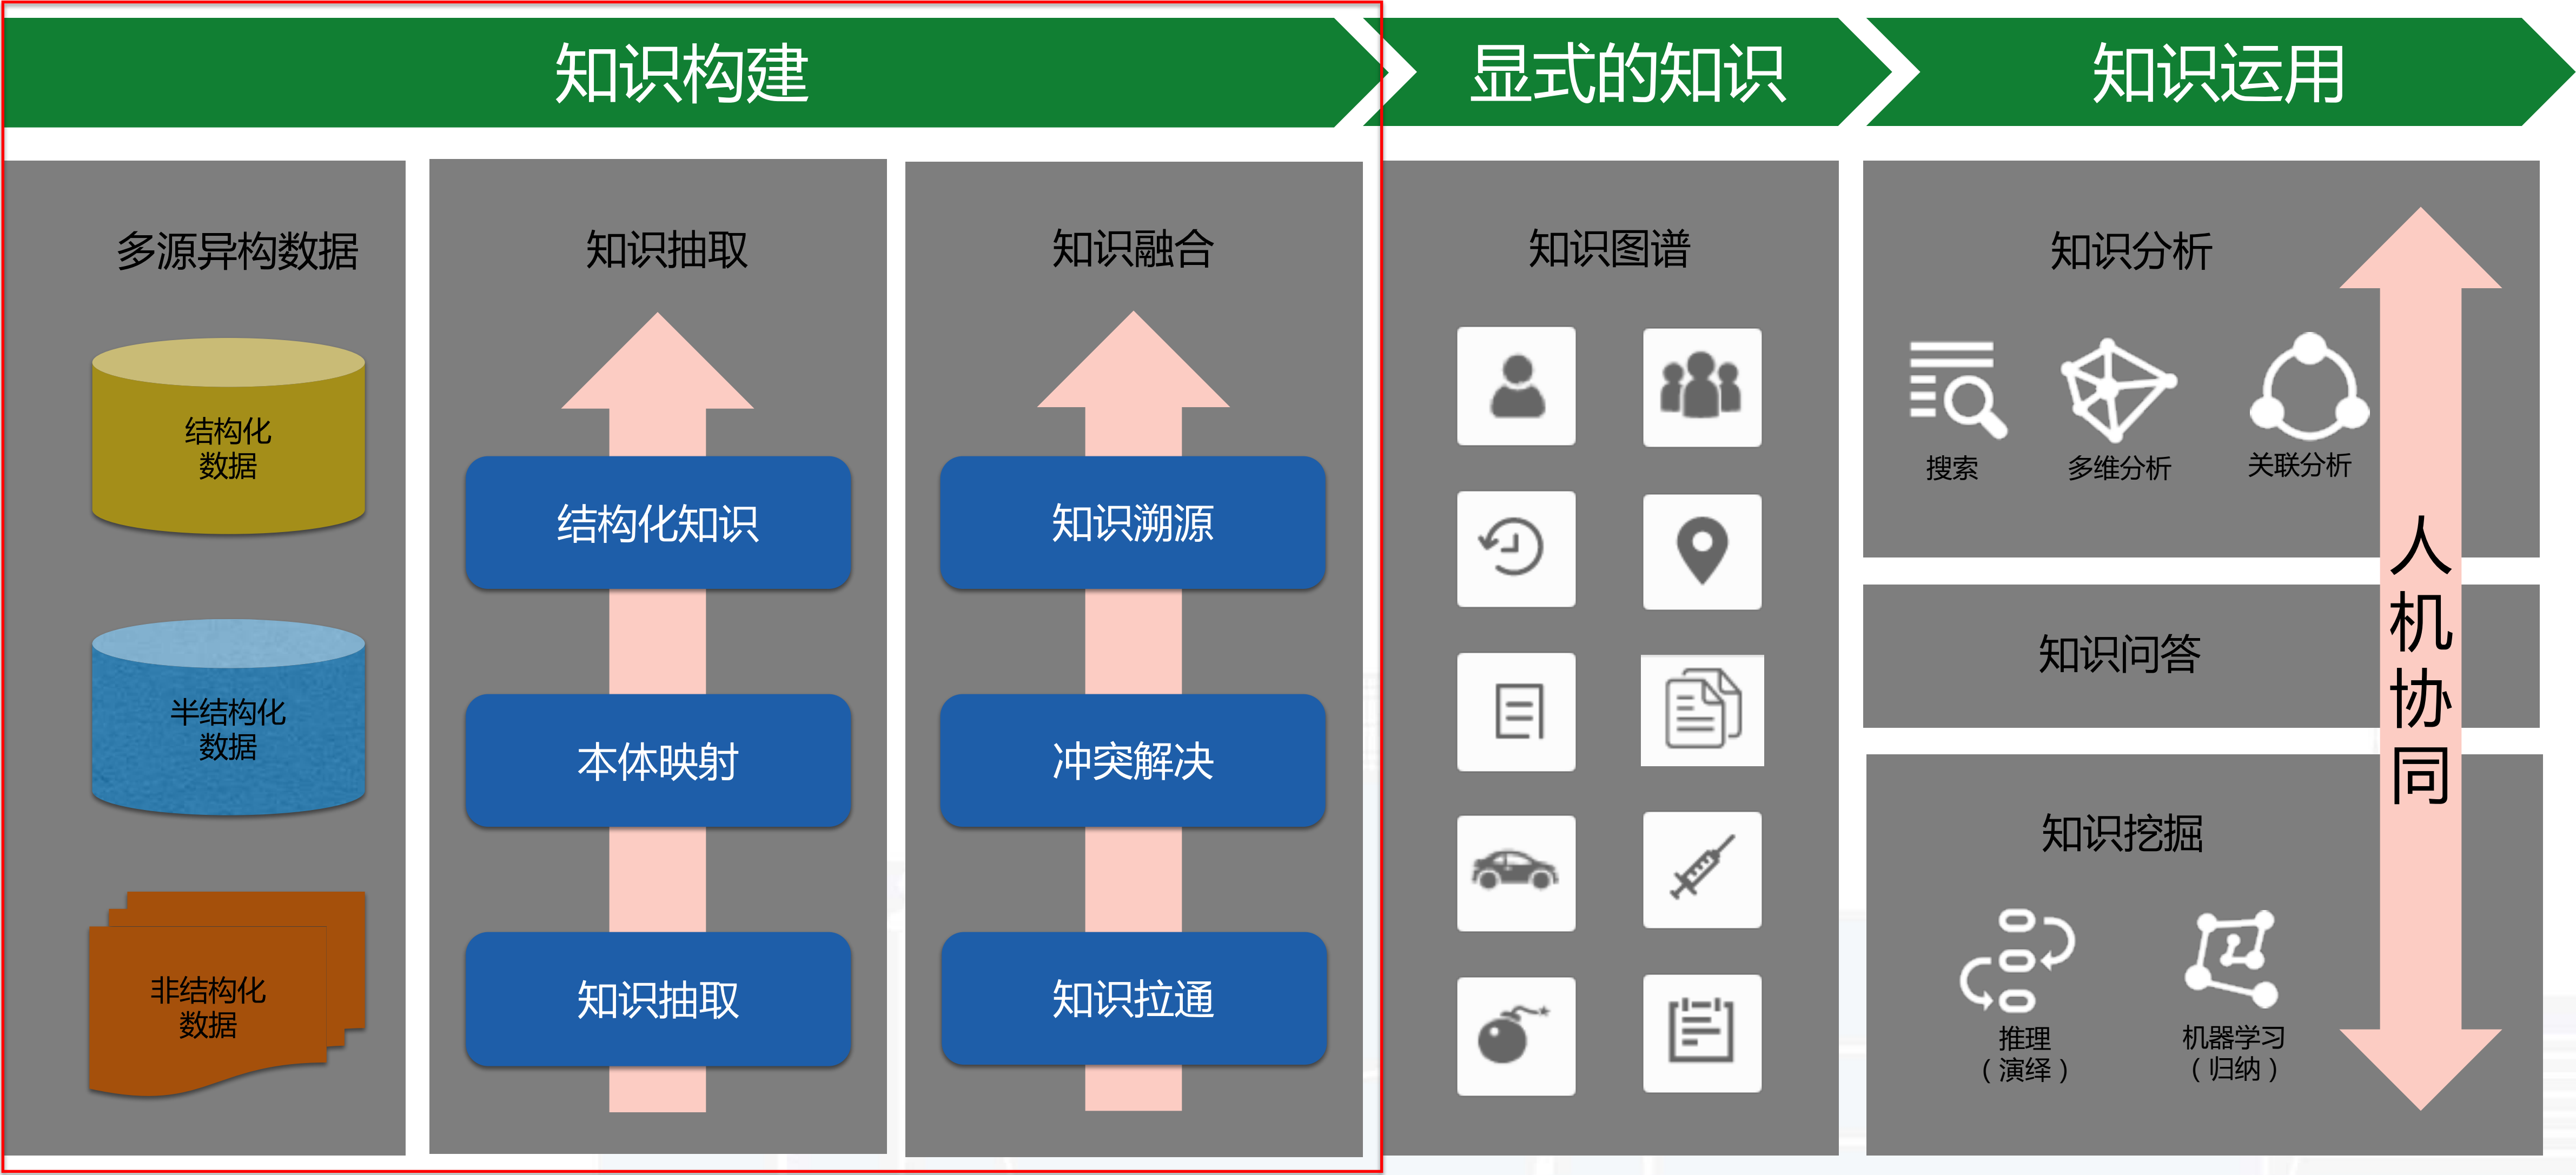 知识构建
显式的知识
知识运用
多源异构数据
结构化
数据
半结构化
数据
非结构化
数据
知识抽取
结构化知识
本体映射
知识抽取
知识融合
知识溯源
冲突解决
知识拉通
知识图谱
知识分析
搜索
多维分析
关联分析
知识问答
知识挖掘
推理
（演绎）
机器学习
（归纳）
人
机
协
同